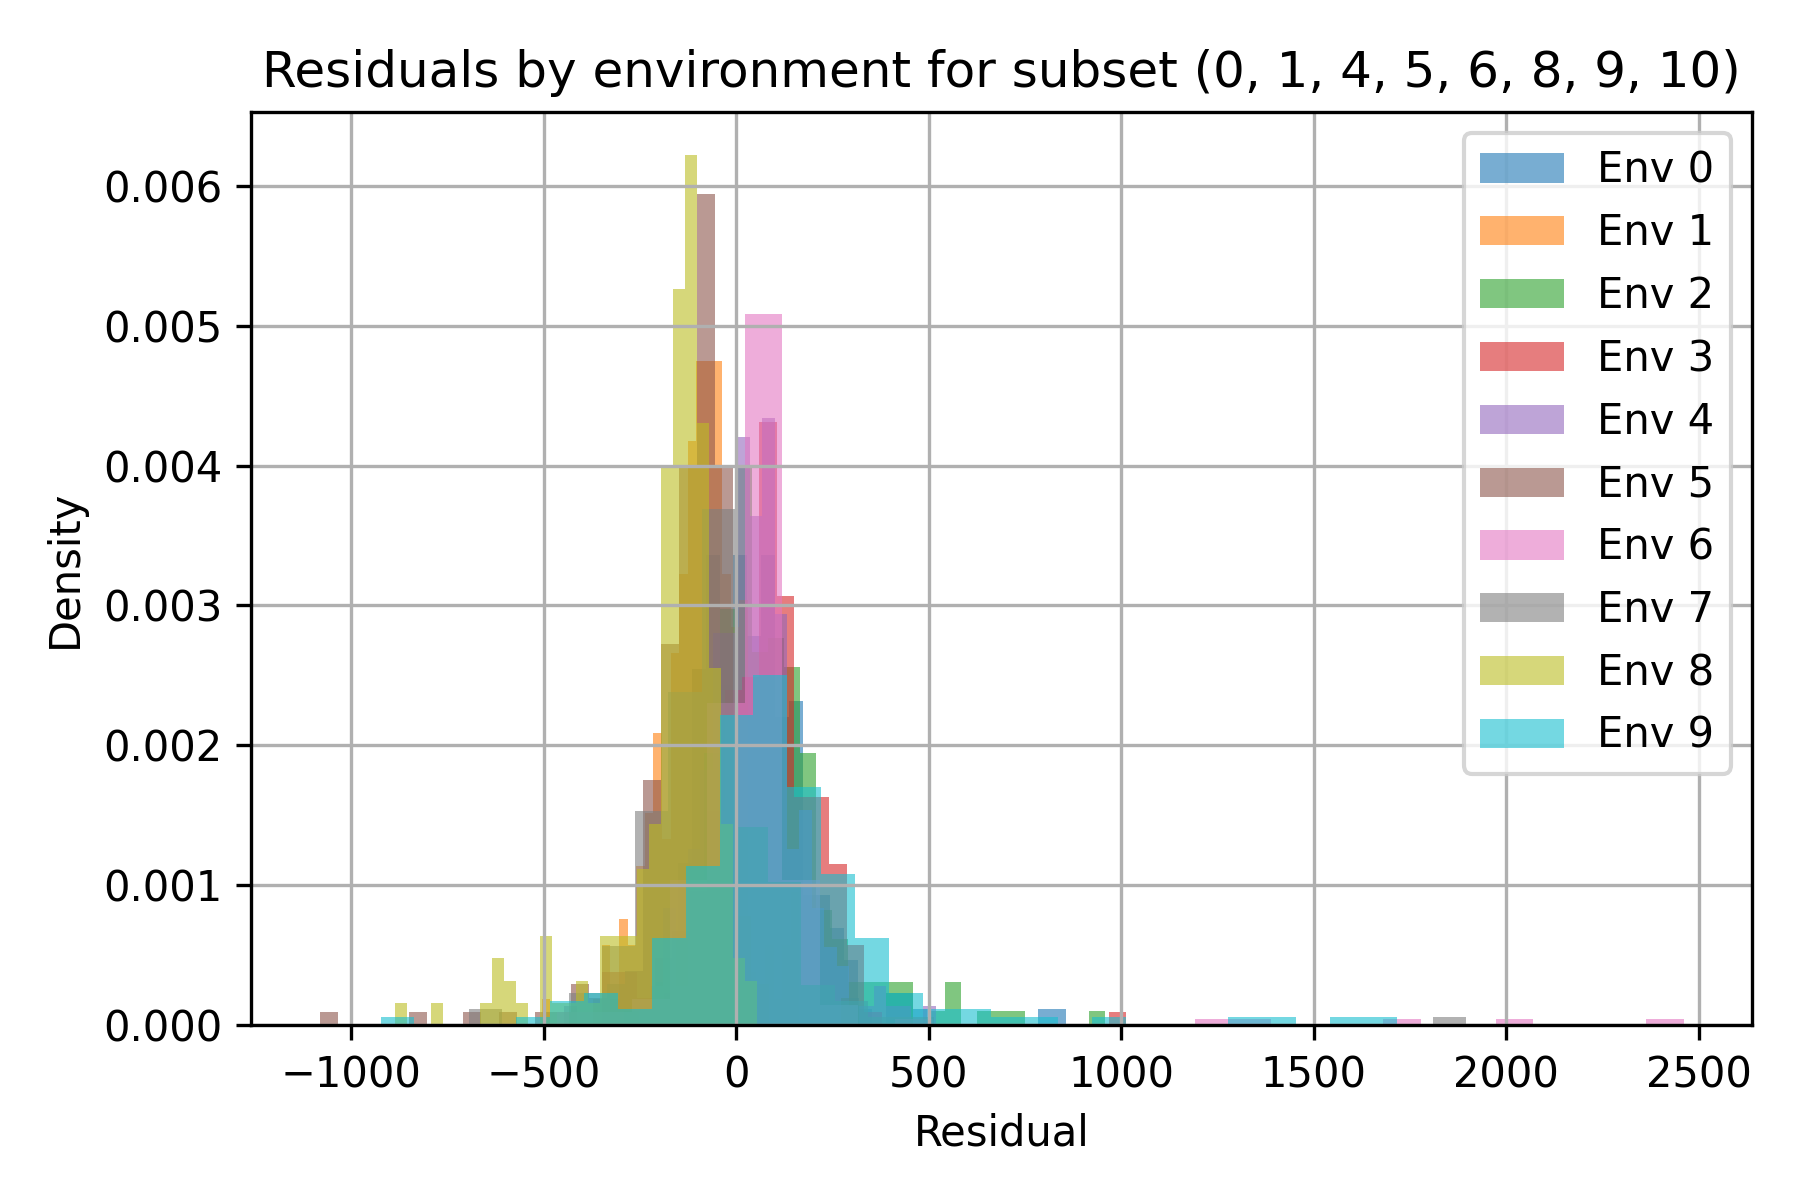 Residuals by environment for subset (0, 1, 4, 5, 6, 8, 9, 10)
Density
0.006
0.005
0.004
0.003
0.002
0.001
0.000
−1000
−500
0
500
1000
1500
2000
2500
Residual
Env 0
Env 1
Env 2
Env 3
Env 4
Env 5
Env 6
Env 7
Env 8
Env 9